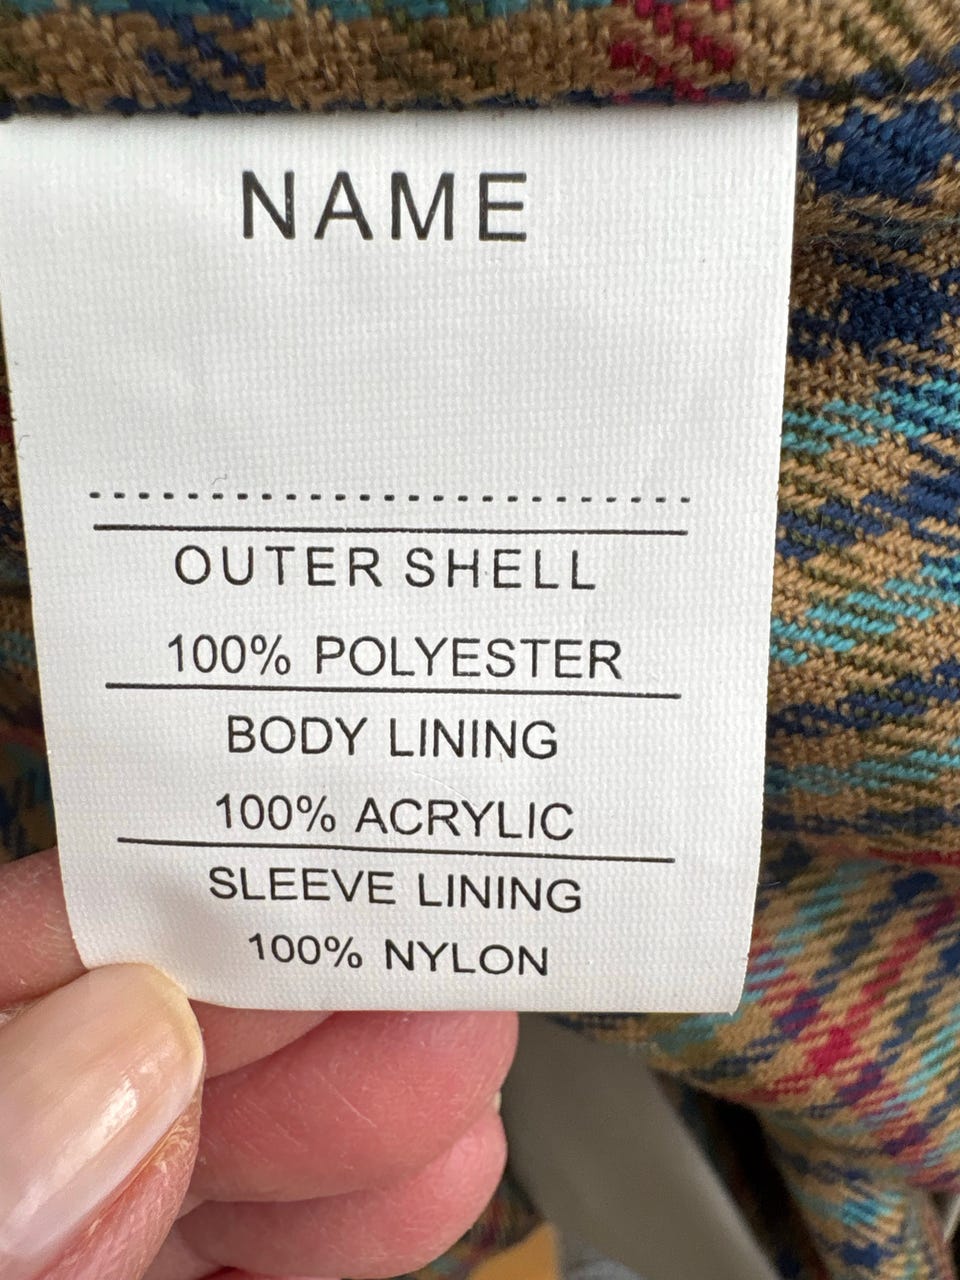 NAME
OUTER SHELL
100% POLYESTER
BODY LINING
100% ACRYLIC
SLEEVE LINING
100% NYLON